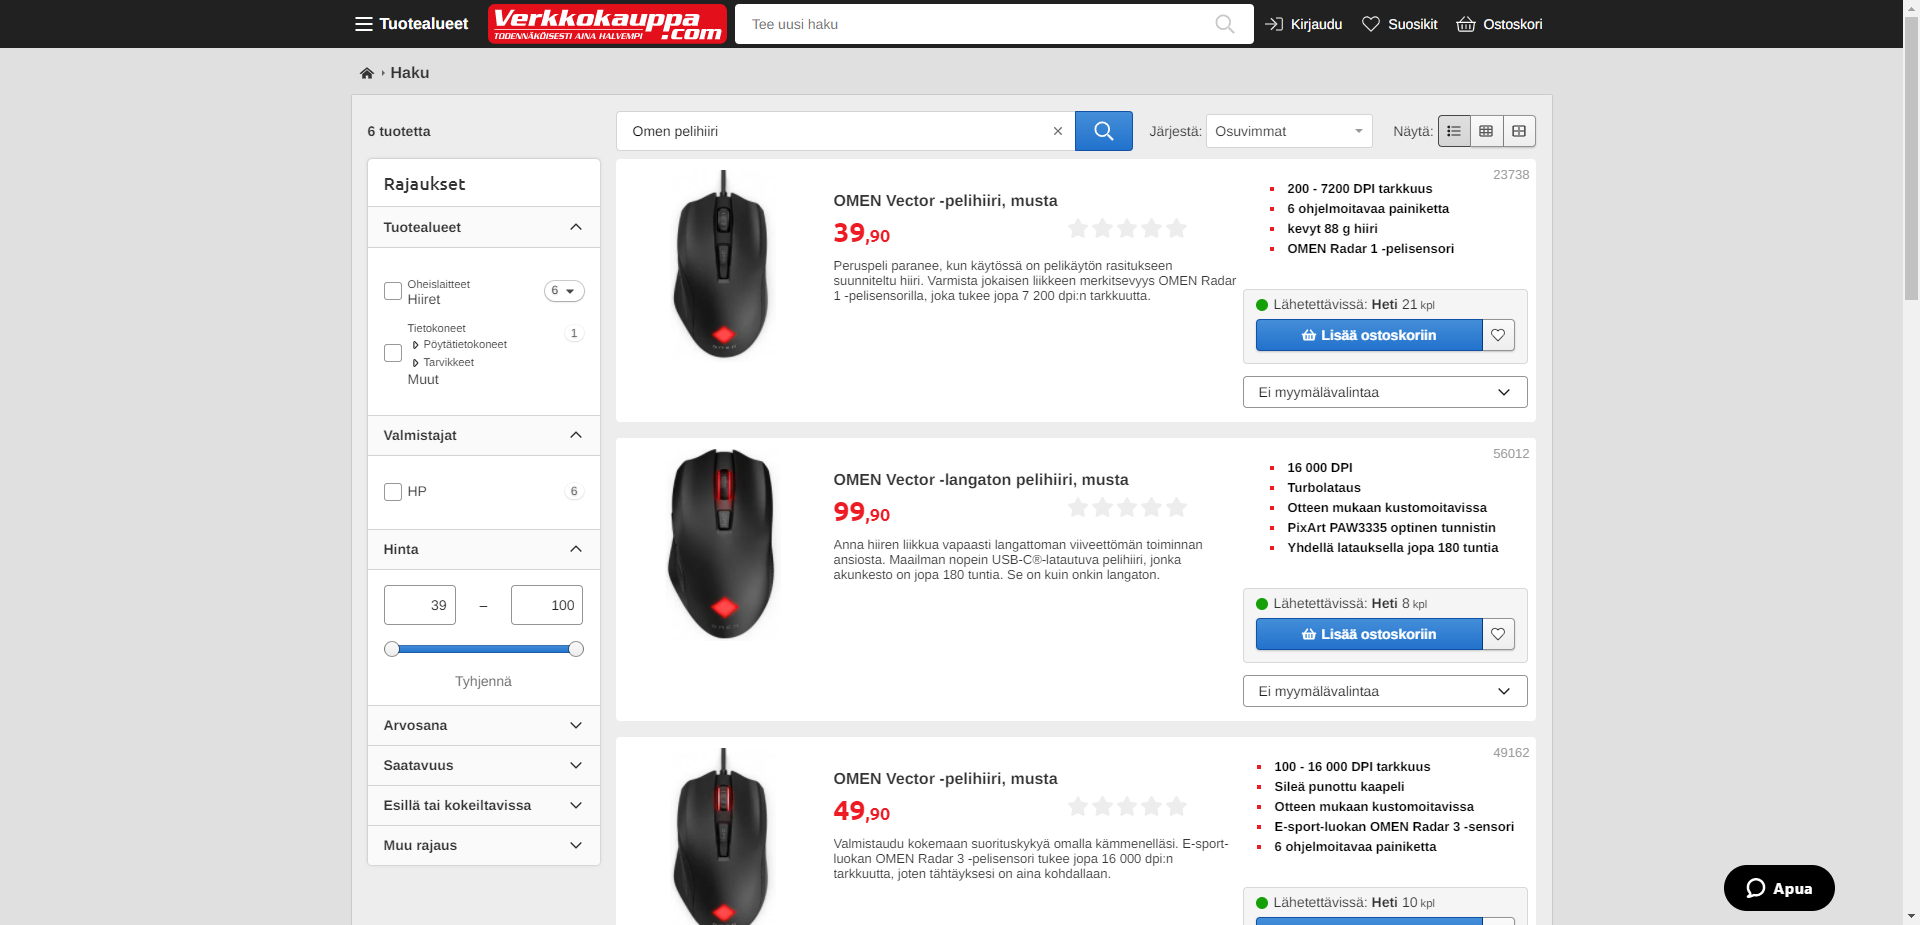 Tuotealueet
Verkkokauppa.com
TODENNÄKÖISESTI AINA HALVEMPI
Tee uusi haku
Kirjaudu
Suosikit
Ostoskori
Haku
6 tuotetta
Omen pelihiiri
Järjestä:
Osuvimmat
Näytä:
Rajaukset
Tuotealueet
Oheislaitteet
Hiiret
6
Tietokoneet
Pöytätietokoneet
Tarvikkeet
Muut
1
Valmistajat
HP
6
Hinta
39
–
100
Tyhjennä
Arvosana
Saatavuus
Esillä tai kokeiltavissa
Muu rajaus
OMEN Vector -pelihiiri, musta
39,90
Peruspeli paranee, kun käytössä on pelikäytön rasitukseen
suunniteltu hiiri. Varmista jokaisen liikkeen merkitsevyys OMEN Radar
1 -pelisensorilla, joka tukee jopa 7 200 dpi:n tarkkuutta.
23738
200 - 7200 DPI tarkkuus
6 ohjelmoitavaa painiketta
kevyt 88 g hiiri
OMEN Radar 1 -pelisensori
Lähetettävissä: Heti 21 kpl
Lisää ostoskoriin
Ei myymälävalintaa
OMEN Vector -langaton pelihiiri, musta
99,90
Anna hiiren liikkua vapaasti langattoman viiveettömän toiminnan
ansiosta. Maailman nopein USB-C®-latautuva pelihiiri, jonka
akunkesto on jopa 180 tuntia. Se on kuin onkin langaton.
56012
16 000 DPI
Turbolataus
Otteen mukaan kustomoitavissa
PixArt PAW3335 optinen tunnistin
Yhdellä latauksella jopa 180 tuntia
Lähetettävissä: Heti 8 kpl
Lisää ostoskoriin
Ei myymälävalintaa
OMEN Vector -pelihiiri, musta
49,90
Valmistaudu kokemaan suorituskykyä omalla kämmenelläsi. E-sport-
luokan OMEN Radar 3 -pelisensori tukee jopa 16 000 dpi:n
tarkkuutta, joten tähtäyksesi on aina kohdallaan.
49162
100 - 16 000 DPI tarkkuus
Sileä punottu kaapeli
Otteen mukaan kustomoitavissa
E-sport-luokan OMEN Radar 3 -sensori
6 ohjelmoitavaa painiketta
Lähetettävissä: Heti 10 kpl
Apua